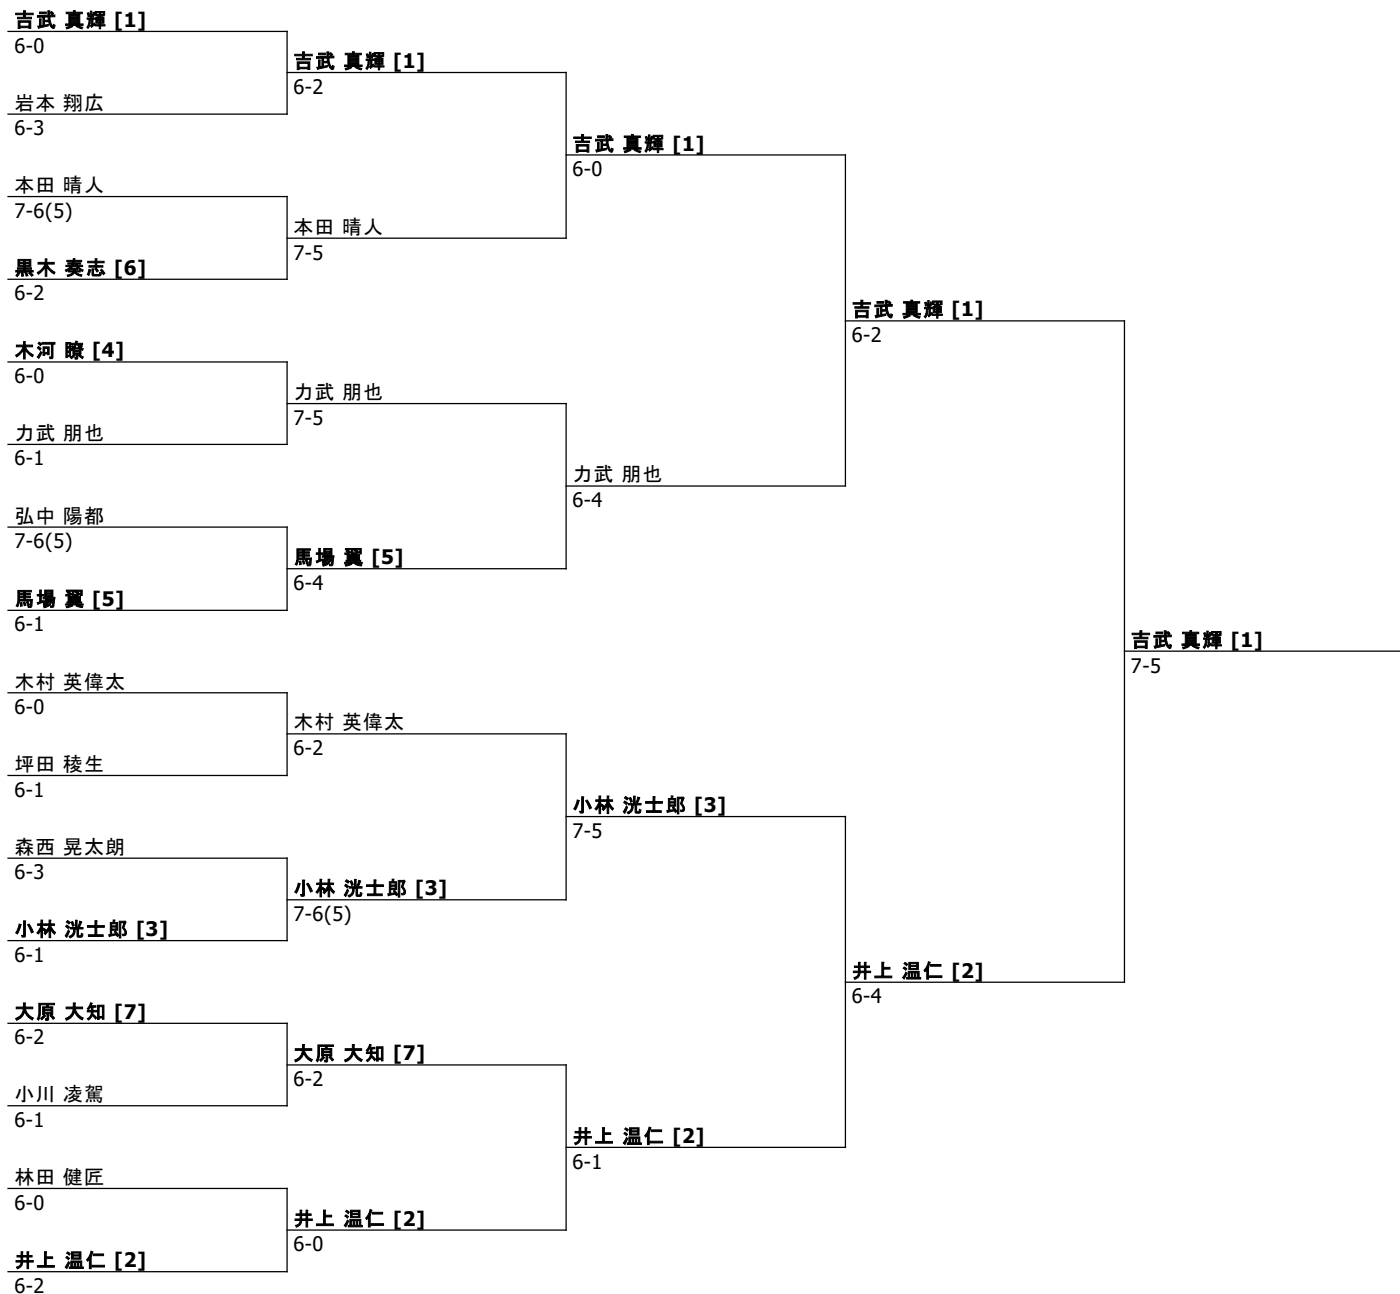 吉武 真輝 [1]
6-0
岩本 翔広
6-3
本田 晴人
7-6(5)
黒木 奏志 [6]
6-2
木河 瞭 [4]
6-0
力武 朋也
6-1
弘中 陽都
7-6(5)
馬場 翼 [5]
6-1
木村 英偉太
6-0
坪田 稜生
6-1
森西 晃太朗
6-3
小林 洸士郎 [3]
6-1
大原 大知 [7]
6-2
小川 凌駕
6-1
林田 健匠
6-0
井上 温仁 [2]
6-2
吉武 真輝 [1]
6-2
本田 晴人
7-5
力武 朋也
7-5
馬場 翼 [5]
6-4
木村 英偉太
6-2
小林 洸士郎 [3]
7-6(5)
大原 大知 [7]
6-2
井上 温仁 [2]
6-0
吉武 真輝 [1]
6-0
力武 朋也
6-4
小林 洸士郎 [3]
7-5
井上 温仁 [2]
6-1
吉武 真輝 [1]
6-2
井上 温仁 [2]
6-4
吉武 真輝 [1]
7-5